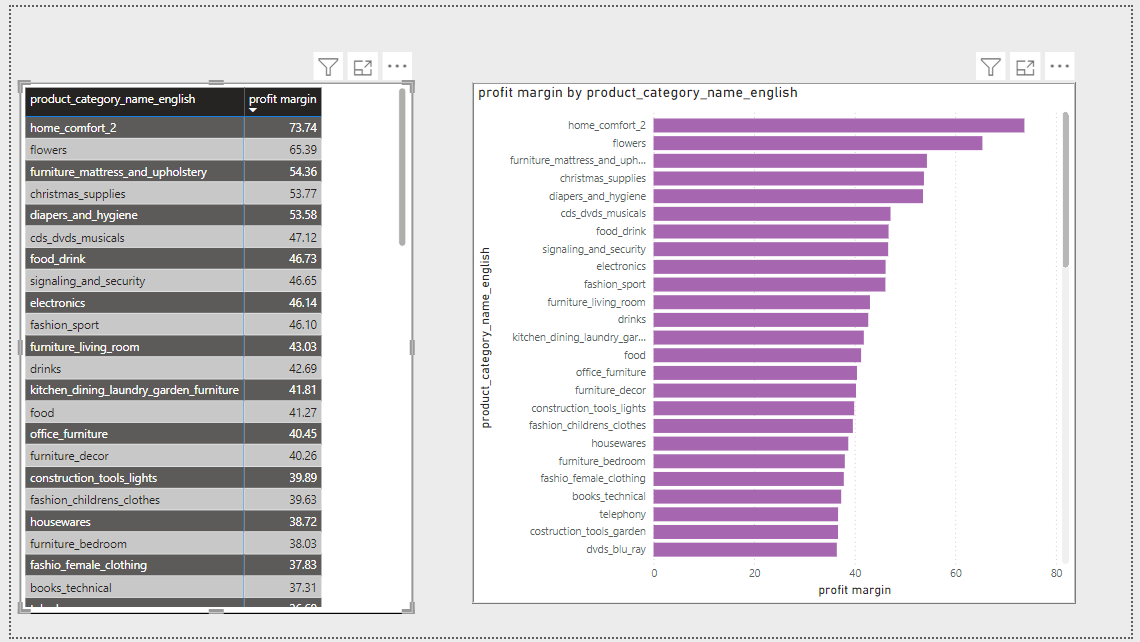 product_category_name_english profit margin
home_comfort_2 73.74
flowers 65.39
furniture_mattress_and_upholstery 54.36
christmas_supplies 53.77
diapers_and_hygiene 53.58
cds_dvds_musicals 47.12
food_drink 46.73
signaling_and_security 46.65
electronics 46.14
fashion_sport 46.10
furniture_living_room 43.03
drinks 42.69
kitchen_dining_laundry_garden_furniture 41.81
food 41.27
office_furniture 40.45
furniture_decor 40.26
construction_tools_lights 39.89
fashion_childrens_clothes 39.63
housewares 38.72
furniture_bedroom 38.03
fashio_female_clothing 37.83
books_technical 37.31
profit margin by product_category_name_english
product_category_name_english
home_comfort_2
flowers
furniture_mattress_and_uph...
christmas_supplies
diapers_and_hygiene
cds_dvds_musicals
food_drink
signaling_and_security
electronics
fashion_sport
furniture_living_room
drinks
kitchen_dining_laundry_gar...
food
office_furniture
furniture_decor
construction_tools_lights
fashion_childrens_clothes
housewares
furniture_bedroom
fashio_female_clothing
books_technical
telephony
costruction_tools_garden
dvds_blu_ray
0 20 40 60 80
profit margin